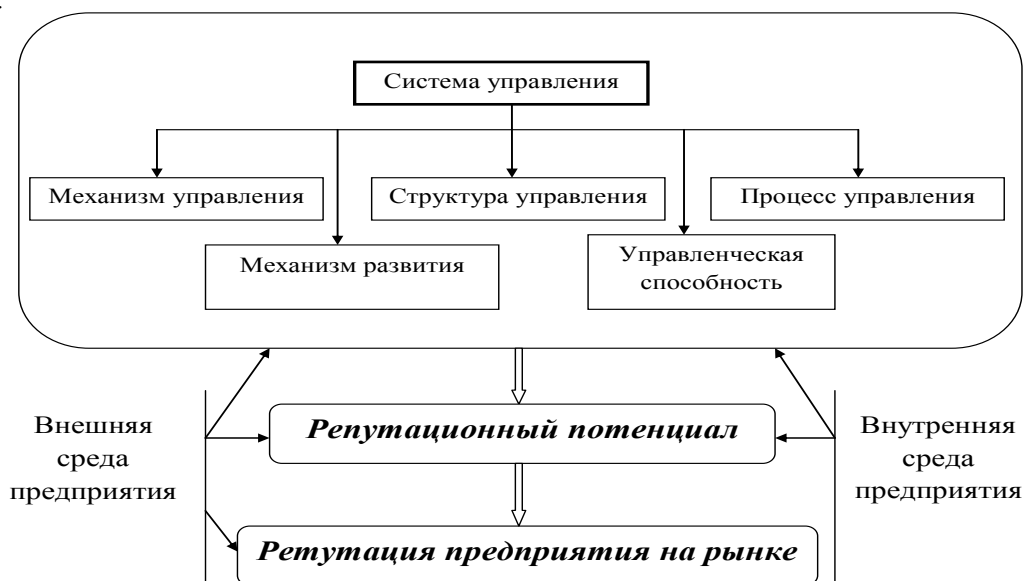 Система управления
Механизм управления
Структура управления
Процесс управления
Механизм развития
Управленческая
способность
Внешняя
среда
предприятия
Репутационный потенциал
Внутренняя
среда
предприятия
Ретутация предприятия на рынке